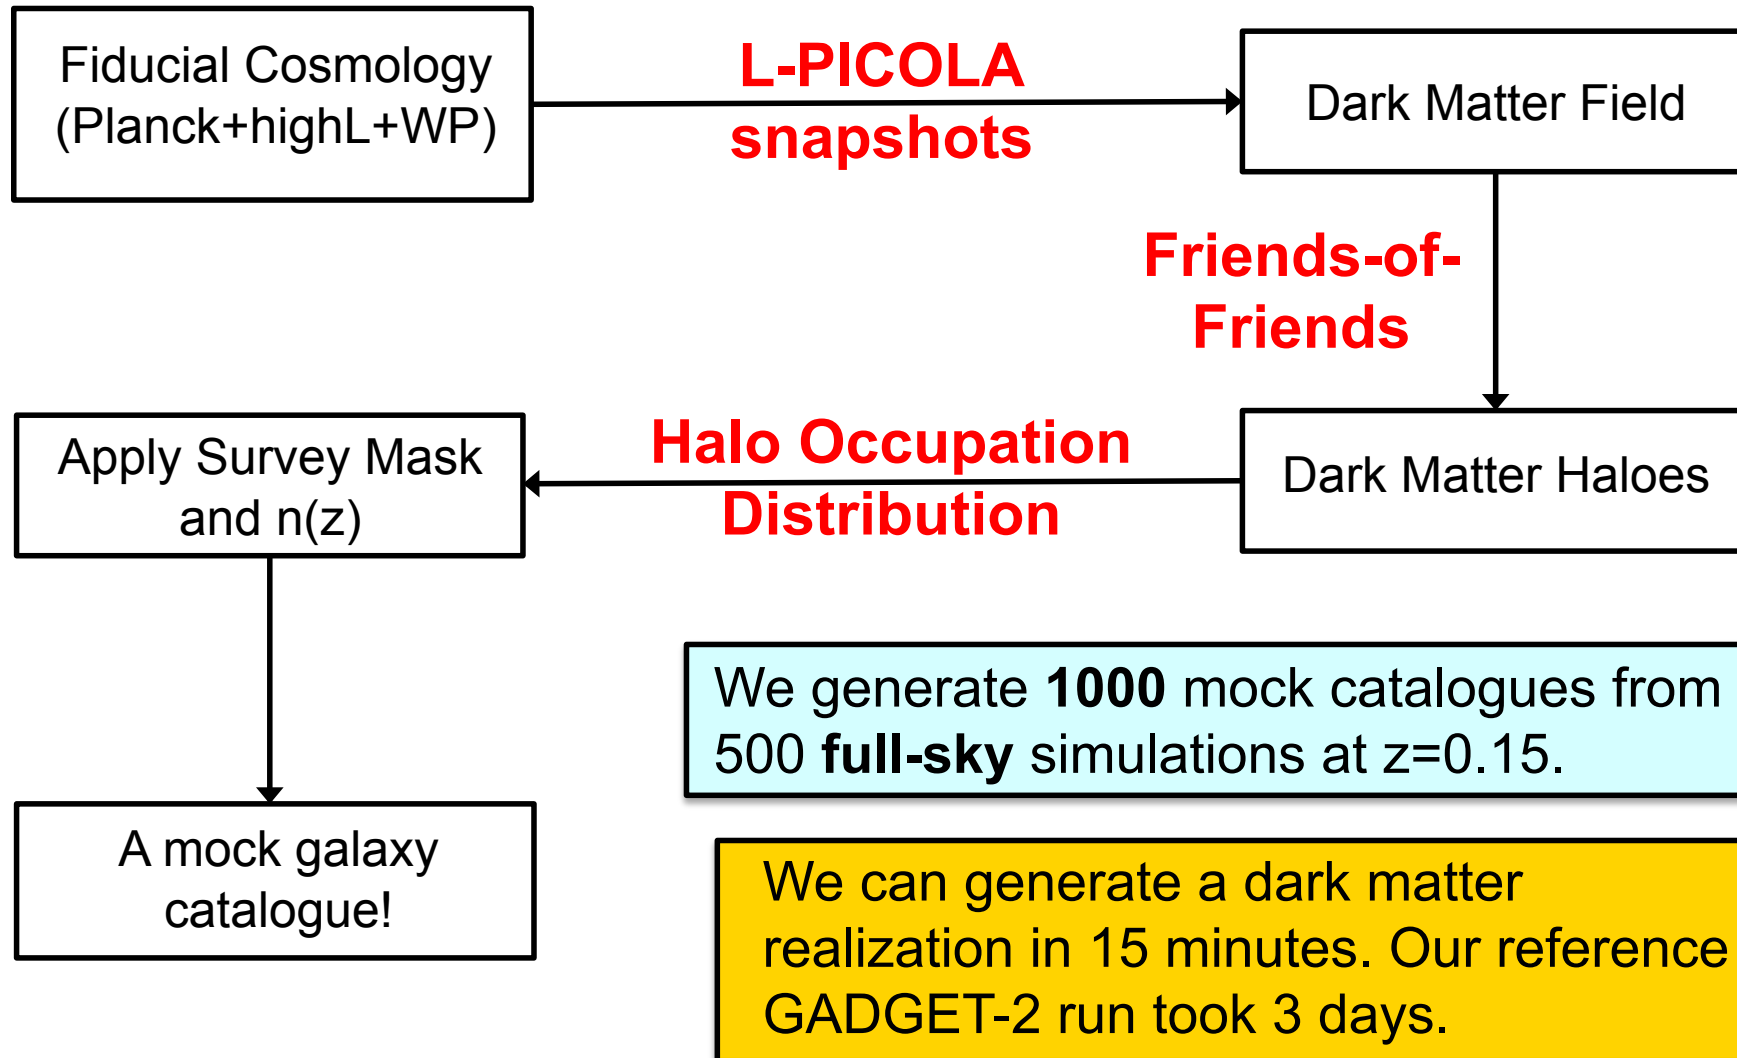 Fiducial Cosmology
(Planck+highL+WP)
L-PICOLA
snapshots
Dark Matter Field
Friends-of-
Friends
Dark Matter Haloes
Halo Occupation
Distribution
Apply Survey Mask
and n(z)
A mock galaxy
catalogue!
We generate 1000 mock catalogues from
500 full-sky simulations at z=0.15.
We can generate a dark matter
realization in 15 minutes. Our reference
GADGET-2 run took 3 days.